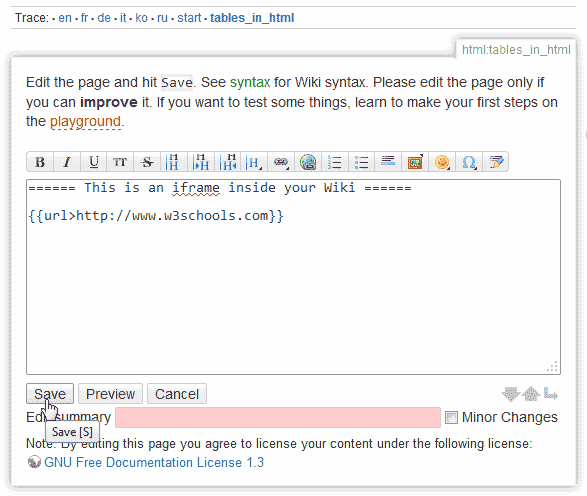 Trace: • en • fr • de • it • ko • ru • start • tables_in_html
html:tables_in_html
Edit the page and hit Save. See syntax for Wiki syntax. Please edit the page only if
you can improve it. If you want to test some things, learn to make your first steps on
the playground.
B I U TT S H H H H
====== This is an iframe inside your Wiki ======
{{url>http://www.w3schools.com}}
Save Preview Cancel
Edit summary Minor Changes
Save [S]
Note: By editing this page you agree to license your content under the following license:
GNU Free Documentation License 1.3